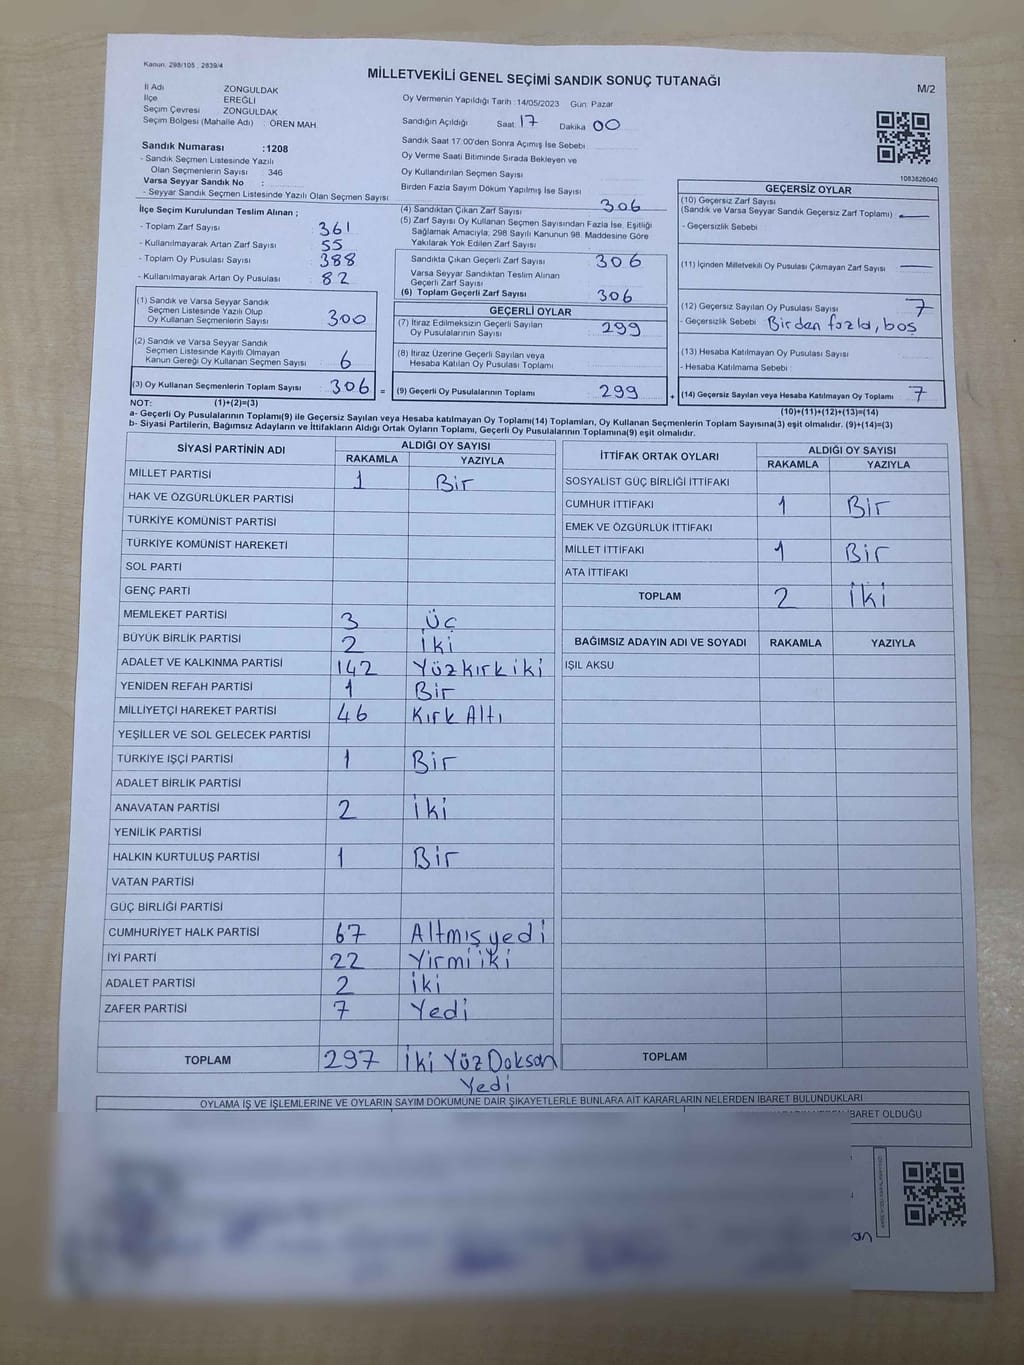 Kanun: 298/105 , 2839/4
MİLLETVEKİLİ GENEL SEÇİMİ SANDIK SONUÇ TUTANAĞI
M/2
İl Adı ZONGULDAK
İlçe EREĞLİ
Seçim Çevresi ZONGULDAK
Seçim Bölgesi (Mahalle Adı) : ÖREN MAH.
Oy Vermenin Yapıldığı Tarih : 14/05/2023 Gün: Pazar
Sandığın Açıldığı Saat: 17 Dakika 00
Sandık Saat 17:00'den Sonra Açımış İse Sebebi
Oy Verme Saati Bitiminde Sırada Bekleyen ve
Oy Kullandırılan Seçmen Sayısı
Birden Fazla Sayım Döküm Yapılmış İse Sayısı
Sandık Numarası :1208
- Sandık Seçmen Listesinde Yazılı
Olan Seçmenlerin Sayısı : 346
Varsa Seyyar Sandık No :
- Seyyar Sandık Seçmen Listesinde Yazılı Olan Seçmen Sayısı
1083826040
İlçe Seçim Kurulundan Teslim Alınan ;
- Toplam Zarf Sayısı : 361
- Kullanılmayarak Artan Zarf Sayısı : 55
- Toplam Oy Pusulası Sayısı : 388
- Kullanılmayarak Artan Oy Pusulası : 82
(1) Sandık ve Varsa Seyyar Sandık
Seçmen Listesinde Yazılı Olup
Oy Kullanan Seçmenlerin Sayısı 300
(2) Sandık ve Varsa Seyyar Sandık
Seçmen Listesinde Kayıtlı Olmayan
Kanun Gereği Oy Kullanan Seçmen Sayısı 6
(3) Oy Kullanan Seçmenlerin Toplam Sayısı 306 =
NOT: (1)+(2)=(3)
(4) Sandıktan Çıkan Zarf Sayısı 306
(5) Zarf Sayısı Oy Kullanan Seçmen Sayısından Fazla İse, Eşitliği
Sağlamak Amacıyla; 298 Sayılı Kanunun 98. Maddesine Göre
Yakılarak Yok Edilen Zarf Sayısı
Sandıkta Çıkan Geçerli Zarf Sayısı 306
Varsa Seyyar Sandıktan Teslim Alınan
Geçerli Zarf Sayısı
(6) Toplam Geçerli Zarf Sayısı 306
GEÇERLİ OYLAR
(7) İtiraz Edilmeksizin Geçerli Sayılan
Oy Pusulalarının Sayısı 299
(8) İtiraz Üzerine Geçerli Sayılan veya
Hesaba Katılan Oy Pusulası Toplamı
(9) Geçerli Oy Pusulalarının Toplamı 299 +
GEÇERSİZ OYLAR
(10) Geçersiz Zarf Sayısı
(Sandık ve Varsa Seyyar Sandık Geçersiz Zarf Toplamı) —
- Geçersizlik Sebebi
(11) İçinden Milletvekili Oy Pusulası Çıkmayan Zarf Sayısı —
(12) Geçersiz Sayılan Oy Pusulası Sayısı 7
- Geçersizlik Sebebi Birden fazla, boş
(13) Hesaba Katılmayan Oy Pusulası Sayısı
- Hesaba Katılmama Sebebi :
(14) Geçersiz Sayılan veya Hesaba Katılmayan Oy Toplamı 7
(10)+(11)+(12)+(13)=(14)
a- Geçerli Oy Pusulalarının Toplamı(9) ile Geçersiz Sayılan veya Hesaba katılmayan Oy Toplamı(14) Toplamları, Oy Kullanan Seçmenlerin Toplam Sayısına(3) eşit olmalıdır. (9)+(14)=(3)
b- Siyasi Partilerin, Bağımsız Adayların ve İttifakların Aldığı Ortak Oyların Toplamı, Geçerli Oy Pusulalarının Toplamına(9) eşit olmalıdır.
SİYASİ PARTİNİN ADI ALDIĞI OY SAYISI
RAKAMLA YAZIYLA
MİLLET PARTİSİ 1 Bir
HAK VE ÖZGÜRLÜKLER PARTİSİ
TÜRKİYE KOMÜNİST PARTİSİ
TÜRKİYE KOMÜNİST HAREKETİ
SOL PARTİ
GENÇ PARTİ
MEMLEKET PARTİSİ 3 Üç
BÜYÜK BİRLİK PARTİSİ 2 İki
ADALET VE KALKINMA PARTİSİ 142 Yüzkırkiki
YENİDEN REFAH PARTİSİ 1 Bir
MİLLİYETÇİ HAREKET PARTİSİ 46 Kırk Altı
YEŞİLLER VE SOL GELECEK PARTİSİ
TÜRKİYE İŞÇİ PARTİSİ 1 Bir
ADALET BİRLİK PARTİSİ
ANAVATAN PARTİSİ 2 İki
YENİLİK PARTİSİ
HALKIN KURTULUŞ PARTİSİ 1 Bir
VATAN PARTİSİ
GÜÇ BİRLİĞİ PARTİSİ
CUMHURİYET HALK PARTİSİ 67 Altmışyedi
İYİ PARTİ 22 Yirmi iki
ADALET PARTİSİ 2 İki
ZAFER PARTİSİ 7 Yedi
TOPLAM 297 İki Yüz Doksan
Yedi
İTTİFAK ORTAK OYLARI ALDIĞI OY SAYISI
RAKAMLA YAZIYLA
SOSYALİST GÜÇ BİRLİĞİ İTTİFAKI
CUMHUR İTTİFAKI 1 Bir
EMEK VE ÖZGÜRLÜK İTTİFAKI
MİLLET İTTİFAKI 1 Bir
ATA İTTİFAKI
TOPLAM 2 İki
BAĞIMSIZ ADAYIN ADI VE SOYADI RAKAMLA YAZIYLA
IŞIL AKSU
TOPLAM
OYLAMA İŞ VE İŞLEMLERİNE VE OYLARIN SAYIM DÖKÜMÜNE DAİR ŞİKAYETLERLE BUNLARA AİT KARARLARIN NELERDEN İBARET BULUNDUKLARI
İBARET OLDUĞU